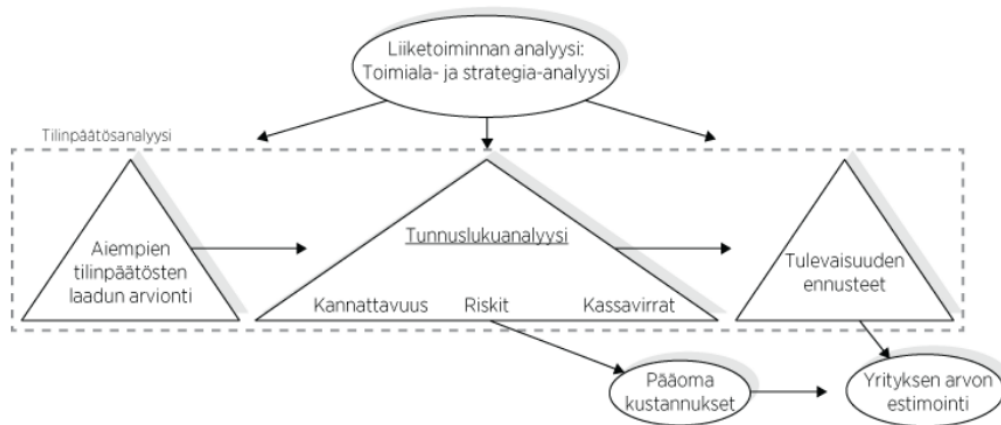 Liiketoiminnan analyysi:
Toimiala- ja strategia-analyysi
Tilinpäätösanalyysi
Aiempien
tilinpäätösten
laadun arvionti
Tunnuslukuanalyysi
Kannattavuus Riskit Kassavirrat
Tulevaisuuden
ennusteet
Pääoma
kustannukset
Yrityksen arvon
estimointi